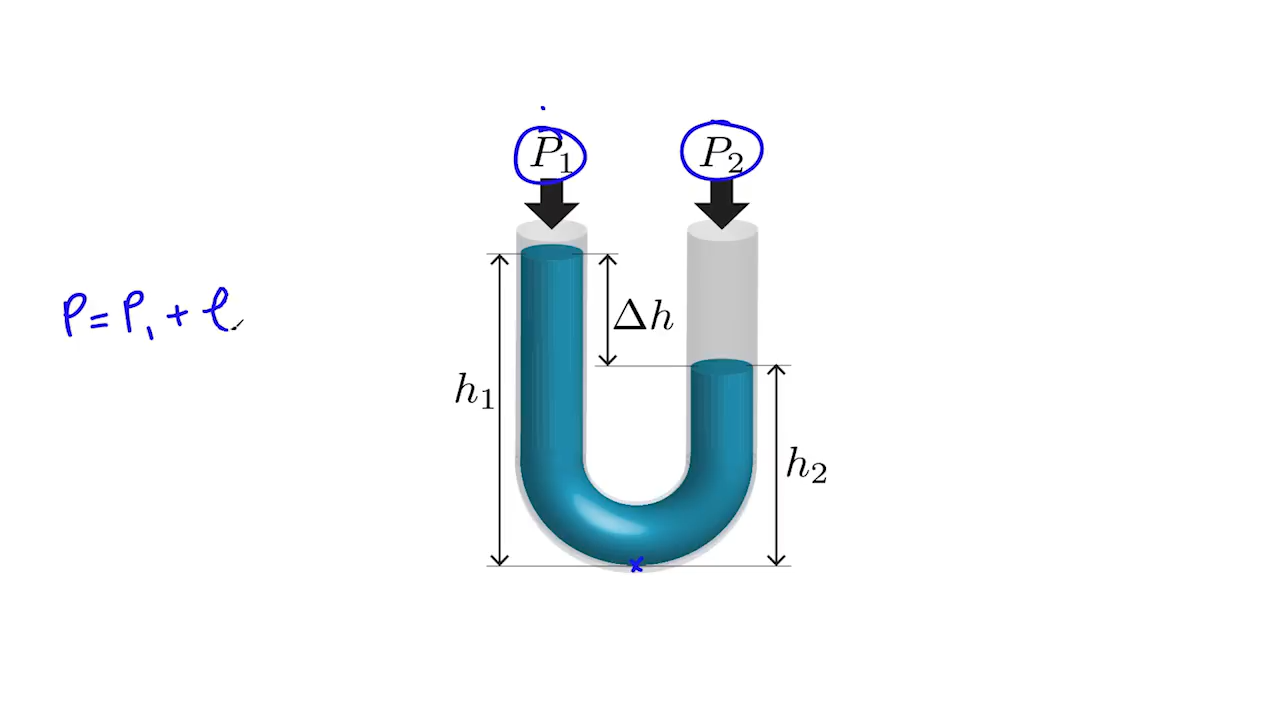 P₁ P₂
Δh
P = P₁ + ρ
h₁
h₂